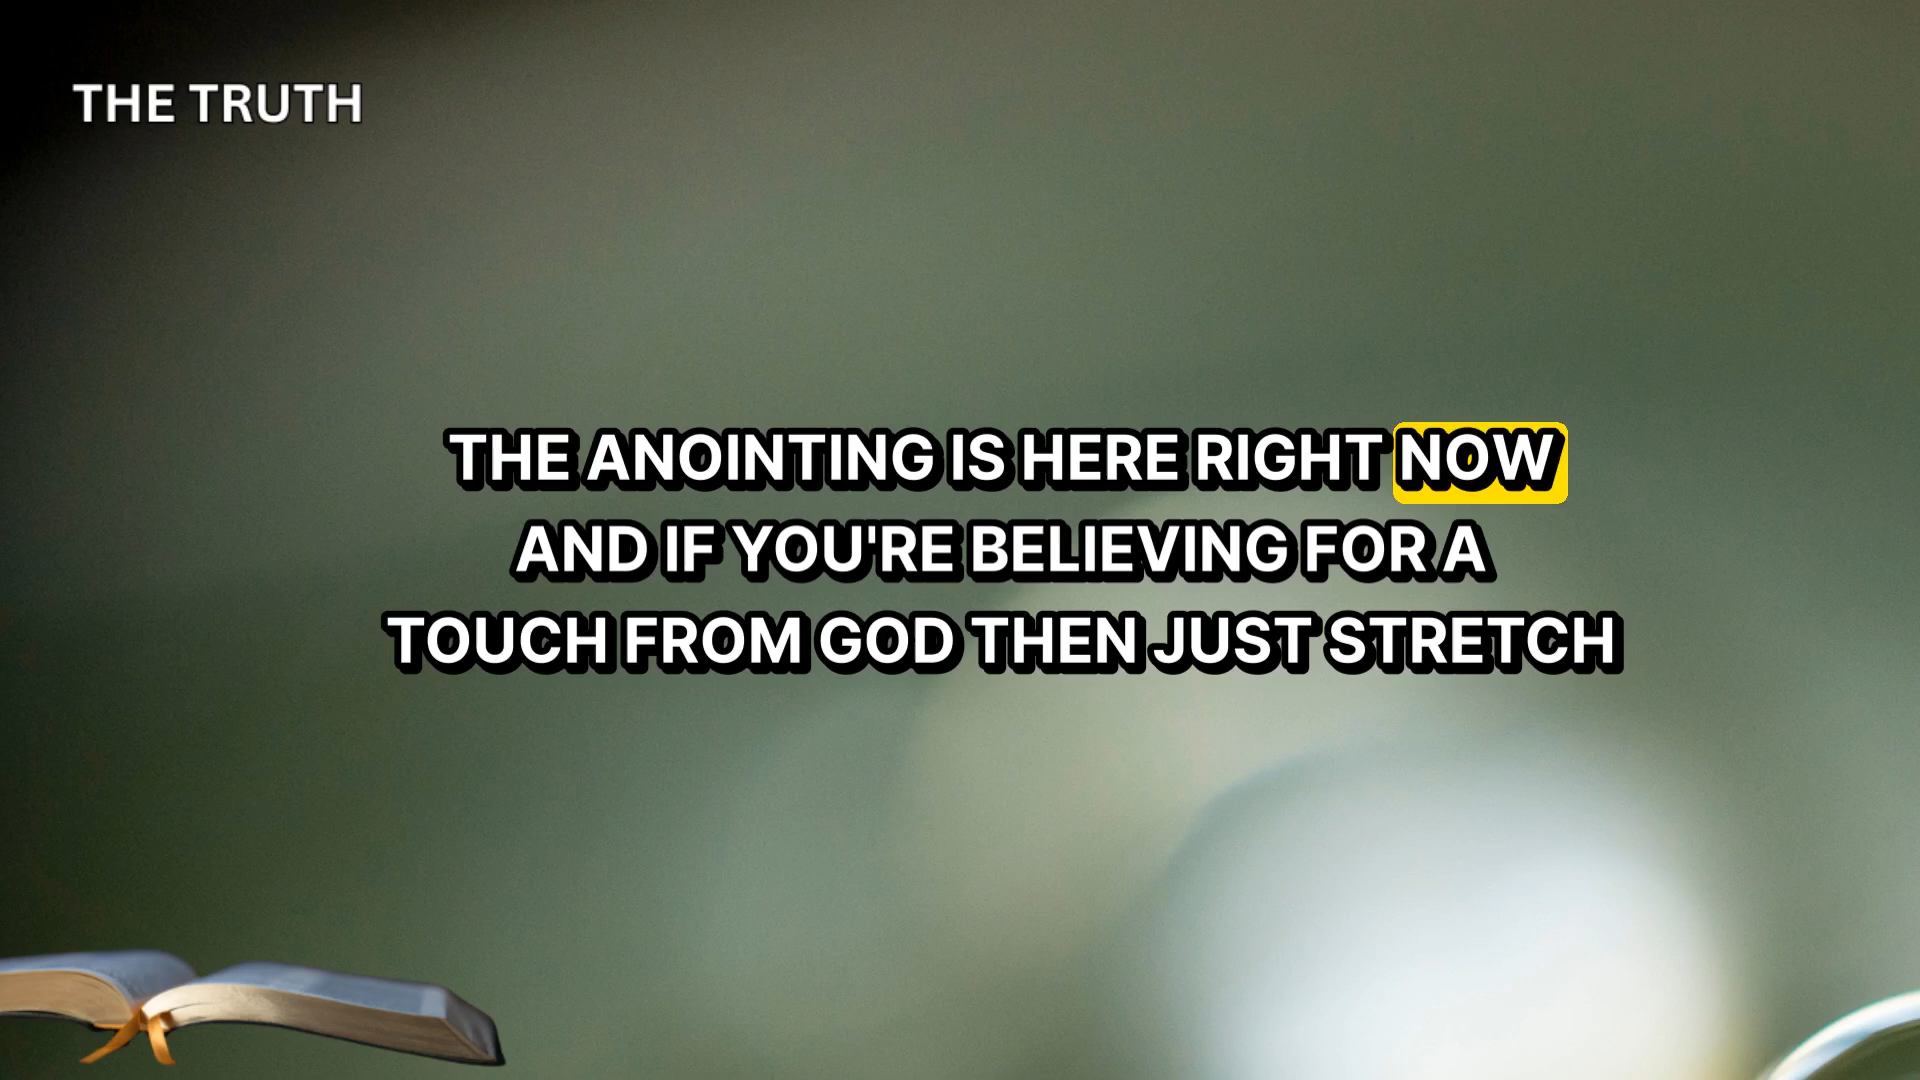 THE TRUTH
THE ANOINTING IS HERE RIGHT NOW
AND IF YOU'RE BELIEVING FOR A
TOUCH FROM GOD THEN JUST STRETCH